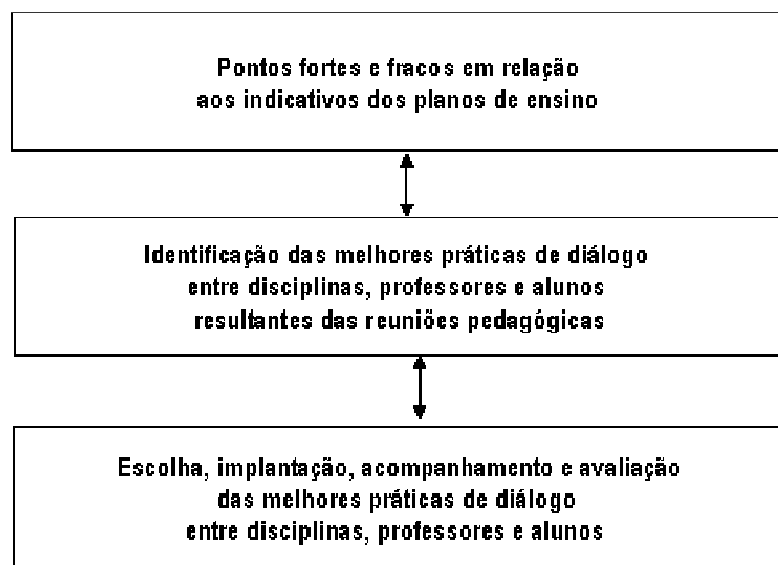 Pontos fortes e fracos em relação
aos indicativos dos planos de ensino
Identificação das melhores práticas de diálogo
entre disciplinas, professores e alunos
resultantes das reuniões pedagógicas
Escolha, implantação, acompanhamento e avaliação
das melhores práticas de diálogo
entre disciplinas, professores e alunos